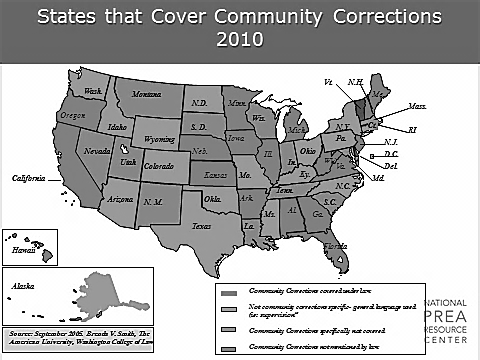 States that Cover Community Corrections
2010
Wash.
Montana
N.D.
Minn.
Vt.
N.H.
Me.
Oregon
Idaho
Wyoming
S. D.
Wis.
Mich.
N.Y.
Mass.
Ct.
RI
Nevada
Utah
Colorado
Neb.
Iowa
Ill.
In.
Ohio
Pa.
N.J.
D.C.
Del.
Md.
California
Kansas
Mo.
Ky.
Va.
Arizona
N. M.
Okla.
Ark.
Tenn.
N.C.
S.C.
Texas
La.
Ms.
Al.
Ga.
Florida
Hawaii
Alaska
Community Corrections covered under law
Not community corrections specific- general language used
for: supervision"
Community Corrections specifically not covered
Community Corrections not mentioned by law
Source: September 2005. Brenda V. Smith, The
American University, Washington College of Law
NATIONAL
PREA
RESOURCE
CENTER